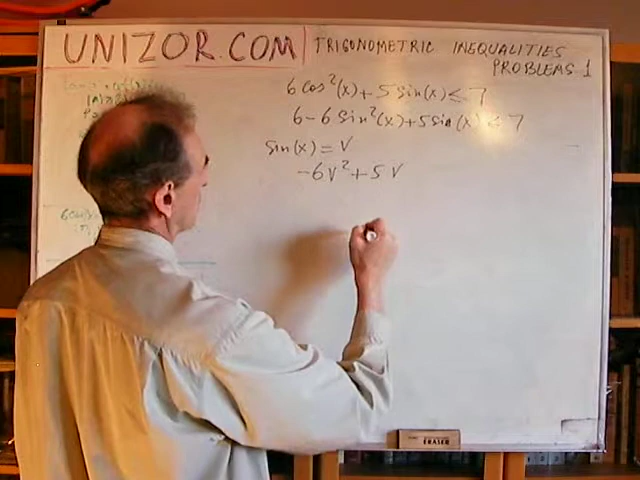 UNIZOR.COM
TRIGONOMETRIC INEQUALITIES
PROBLEMS 1
6 cos²(x) + 5 sin(x) ≤ 7
6 - 6 sin²(x) + 5 sin(x) ≤ 7
sin(x) = V
-6V² + 5V
ERASER